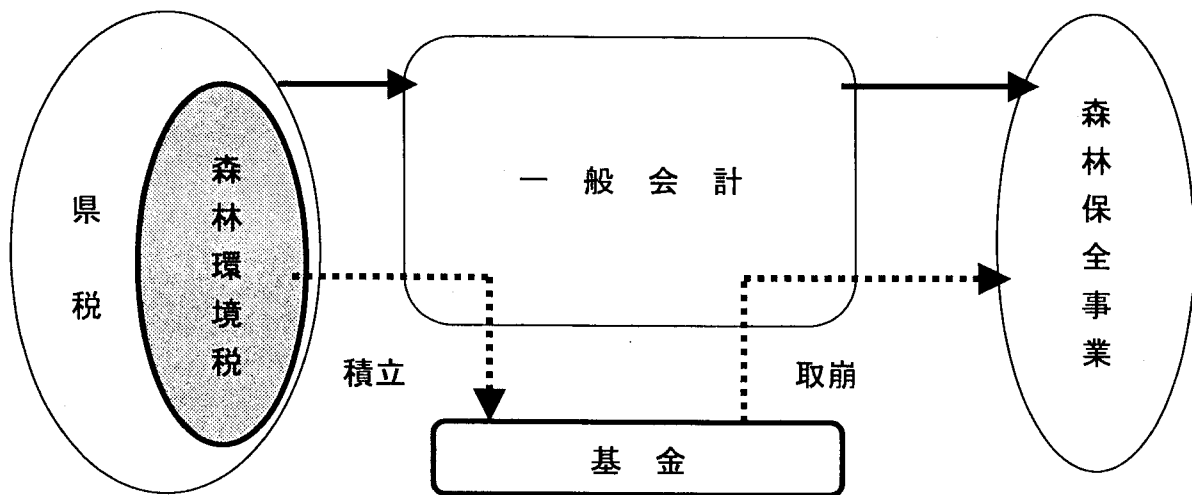 県税
森林環境税
一般会計
森林保全事業
積立
取崩
基金